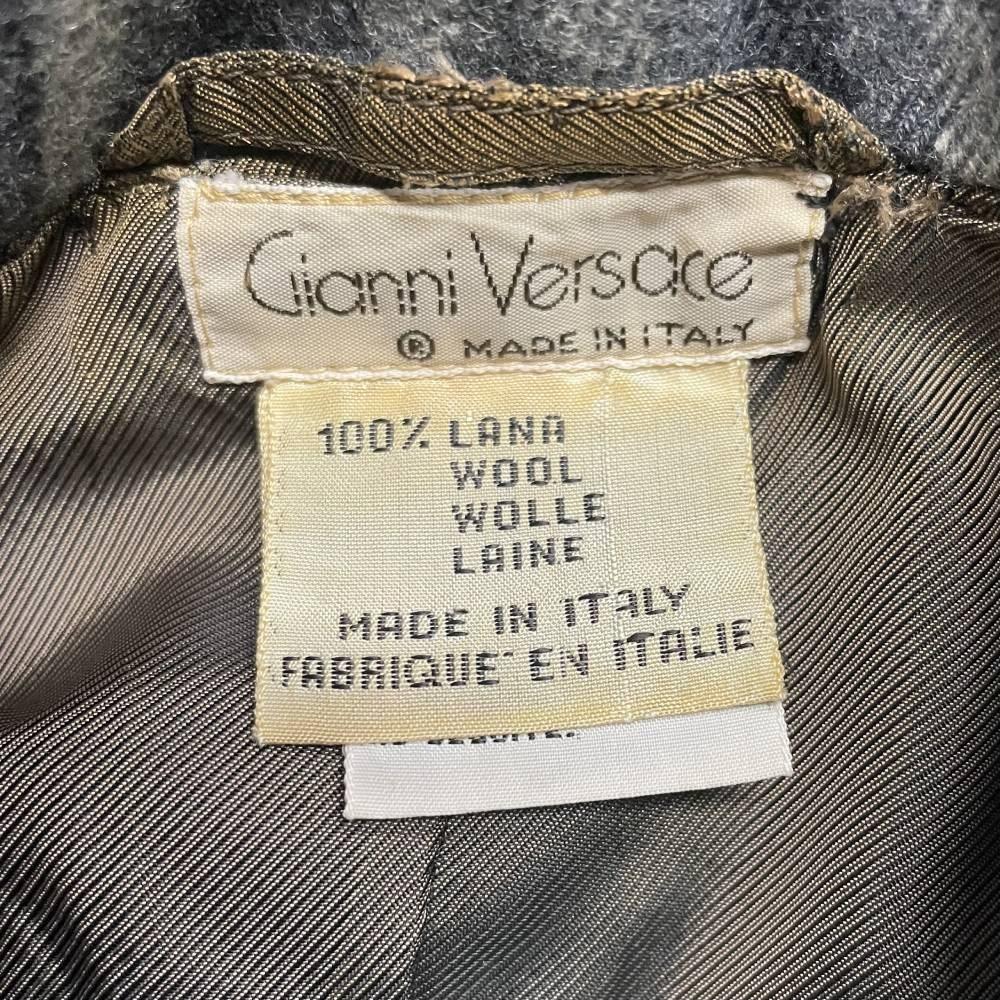 Gianni Versace
® MADE IN ITALY
100% LANA
WOOL
WOLLE
LAINE
MADE IN ITALY
FABRIQUE' EN ITALIE